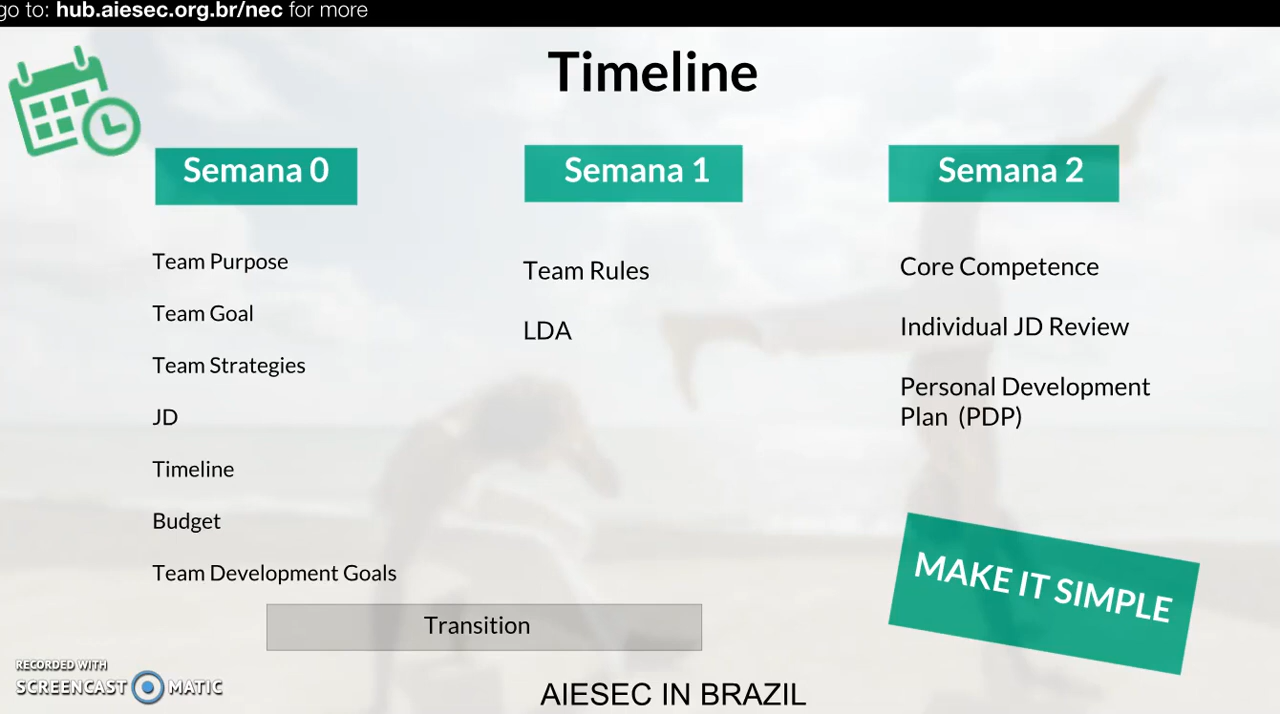 go to: hub.aiesec.org.br/nec for more
Timeline
Semana 0
Team Purpose
Team Goal
Team Strategies
JD
Timeline
Budget
Team Development Goals
Semana 1
Team Rules
LDA
Semana 2
Core Competence
Individual JD Review
Personal Development
Plan (PDP)
MAKE IT SIMPLE
Transition
RECORDED WITH
SCREENCAST MATIC
AIESEC IN BRAZIL